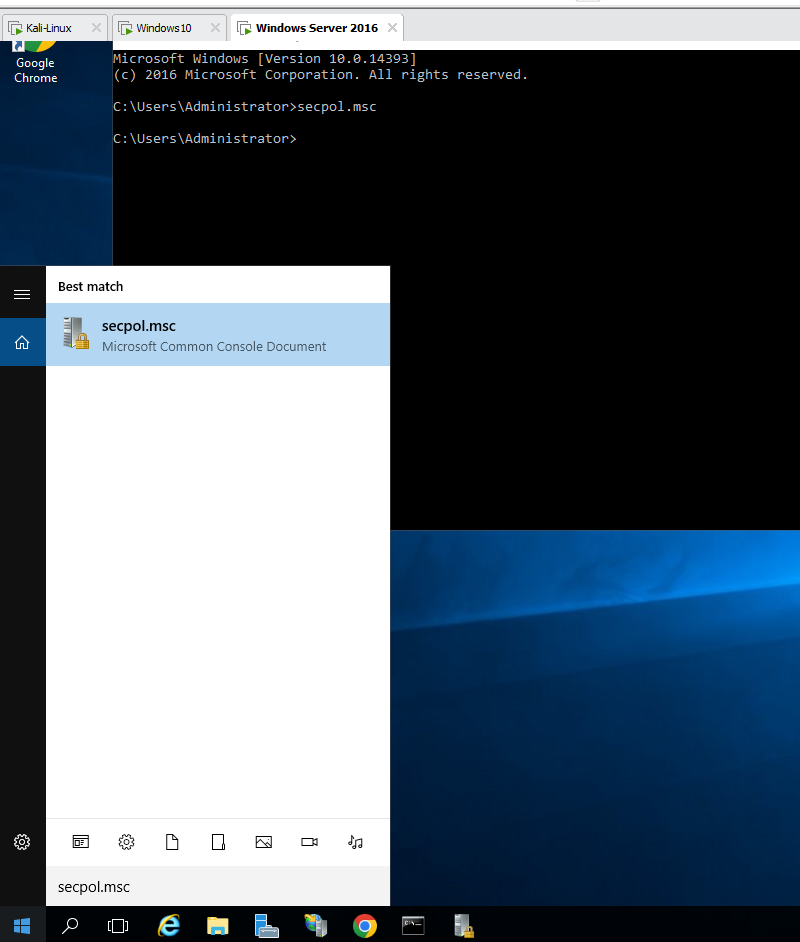 Kali-Linux
Windows10
Windows Server 2016
Google
Chrome
Microsoft Windows [Version 10.0.14393]
(c) 2016 Microsoft Corporation. All rights reserved.
C:\Users\Administrator>secpol.msc
C:\Users\Administrator>
Best match
secpol.msc
Microsoft Common Console Document
secpol.msc